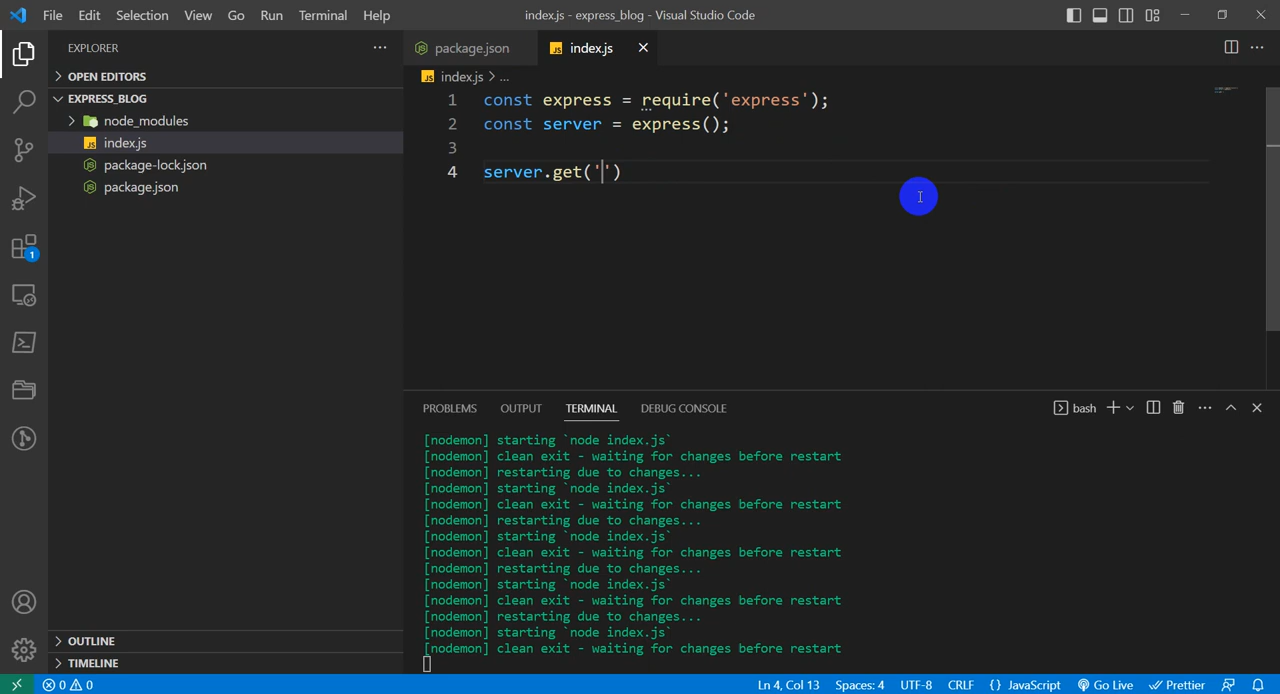 File Edit Selection View Go Run Terminal Help
index.js - express_blog - Visual Studio Code
EXPLORER
OPEN EDITORS
EXPRESS_BLOG
node_modules
JS index.js
package-lock.json
package.json
1
OUTLINE
TIMELINE
package.json
JS index.js
JS index.js > ...
1 const express = require('express');
2 const server = express();
3
4 server.get('')
PROBLEMS OUTPUT TERMINAL DEBUG CONSOLE
bash
[nodemon] starting `node index.js`
[nodemon] clean exit - waiting for changes before restart
[nodemon] restarting due to changes...
[nodemon] starting `node index.js`
[nodemon] clean exit - waiting for changes before restart
[nodemon] restarting due to changes...
[nodemon] starting `node index.js`
[nodemon] clean exit - waiting for changes before restart
[nodemon] restarting due to changes...
[nodemon] starting `node index.js`
[nodemon] clean exit - waiting for changes before restart
[nodemon] restarting due to changes...
[nodemon] starting `node index.js`
[nodemon] clean exit - waiting for changes before restart
0 0 Ln 4, Col 13 Spaces: 4 UTF-8 CRLF {} JavaScript Go Live Prettier